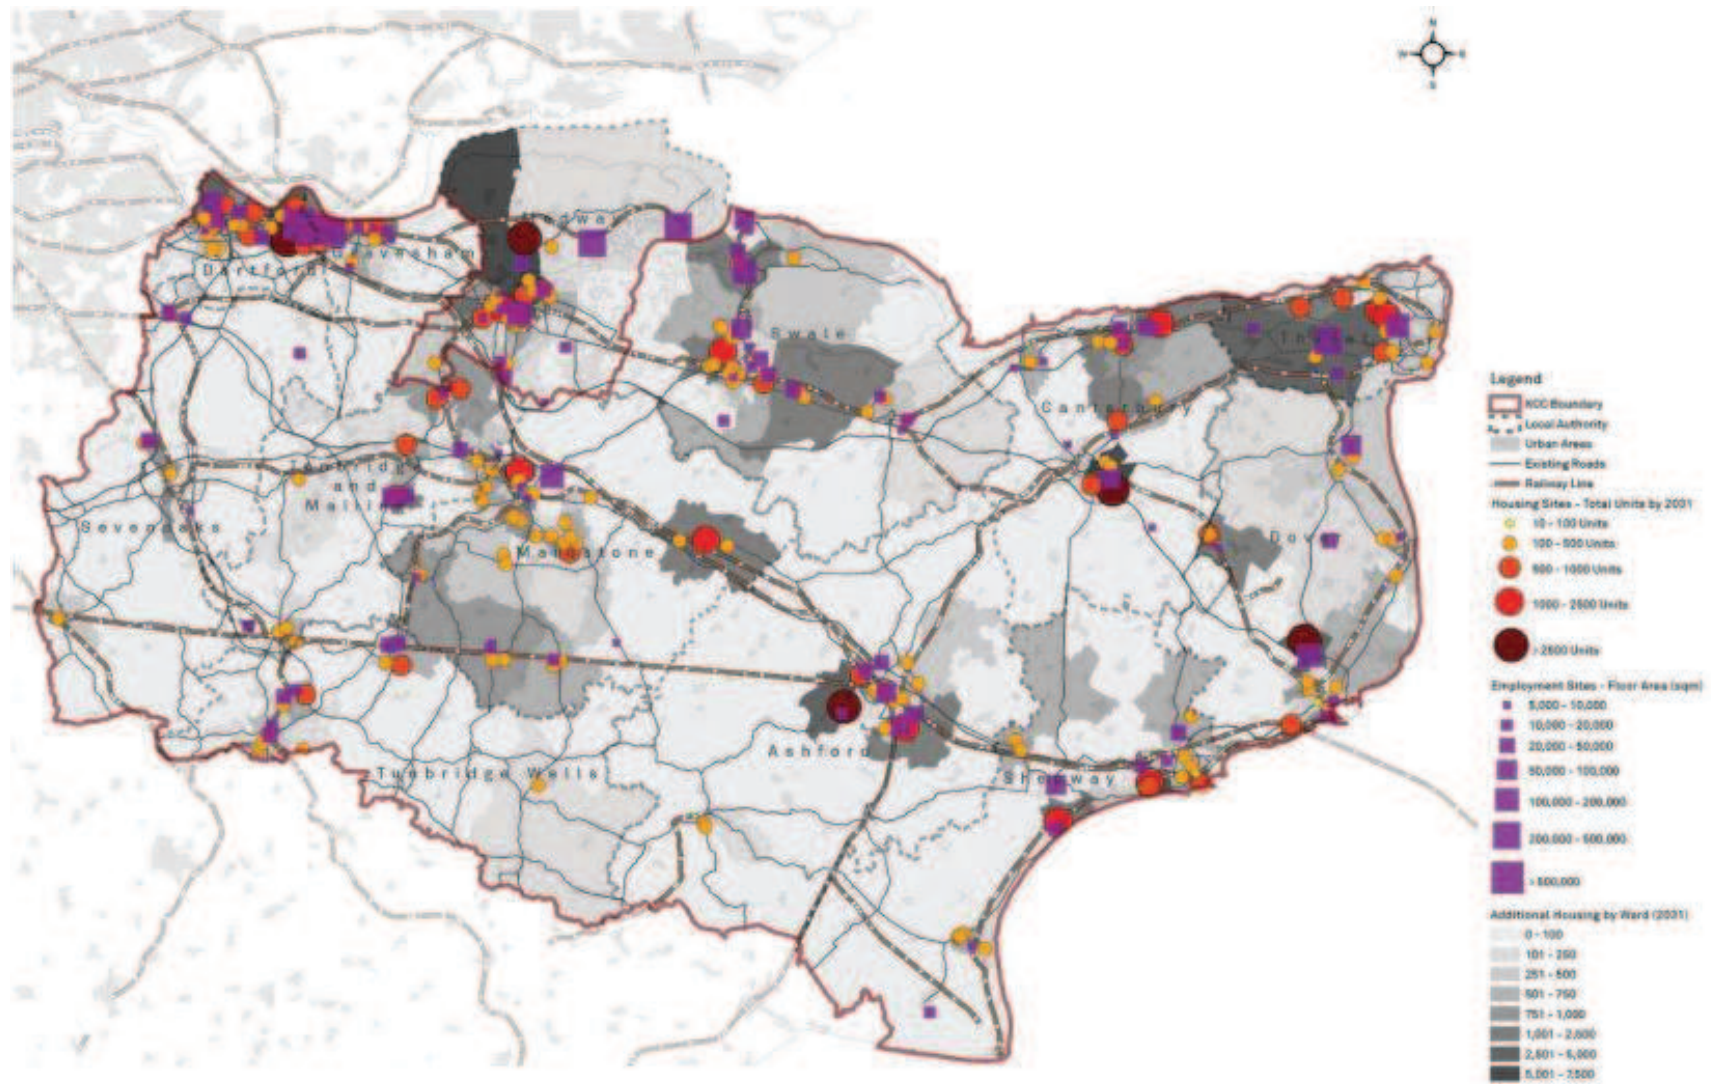 N
W
E
S
Medway
Gravesham
Dartford
Swale
Thanet
Canterbury
Tonbridge
and
Malling
Sevenoaks
Maidstone
Dover
Ashford
Tunbridge Wells
Shepway
Legend
KCC Boundary
Local Authority
Urban Areas
Existing Roads
Railway Line
Housing Sites - Total Units by 2031
10 - 100 Units
100 - 500 Units
500 - 1000 Units
1000 - 2500 Units
> 2500 Units
Employment Sites - Floor Area (sqm)
5,000 - 10,000
10,000 - 20,000
20,000 - 50,000
50,000 - 100,000
100,000 - 200,000
200,000 - 500,000
> 500,000
Additional Housing by Ward (2031)
0 - 100
101 - 250
251 - 500
501 - 750
751 - 1,000
1,001 - 2,500
2,501 - 5,000
5,001 - 7,500